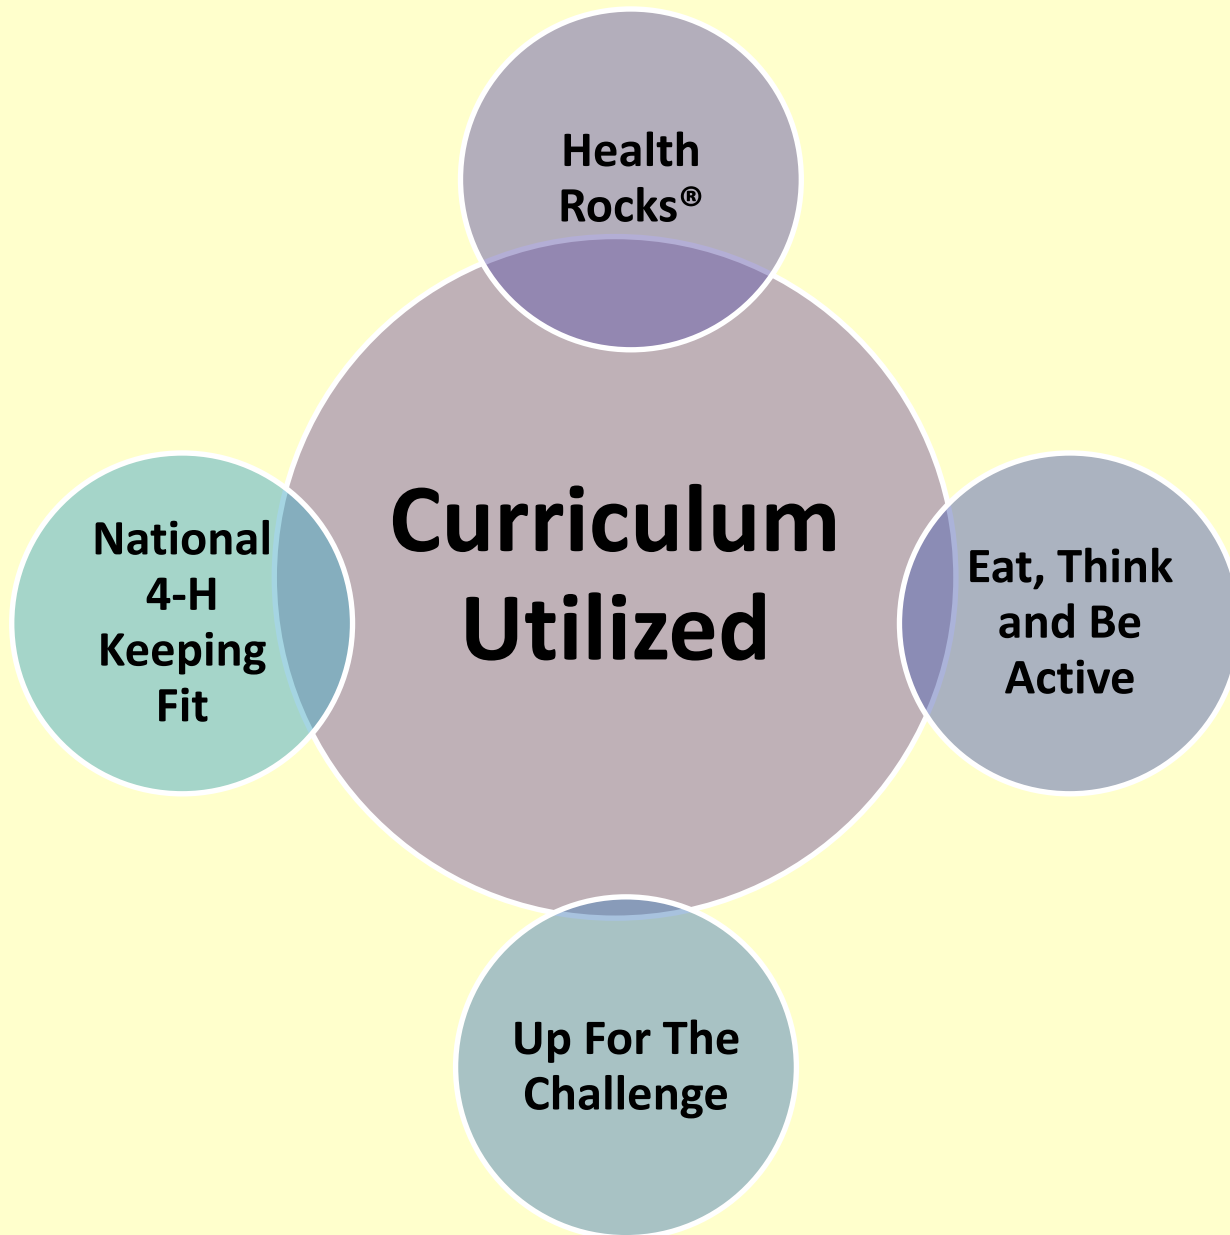 Health
Rocks®
Curriculum
Utilized
National
4-H
Keeping
Fit
Eat, Think
and Be
Active
Up For The
Challenge